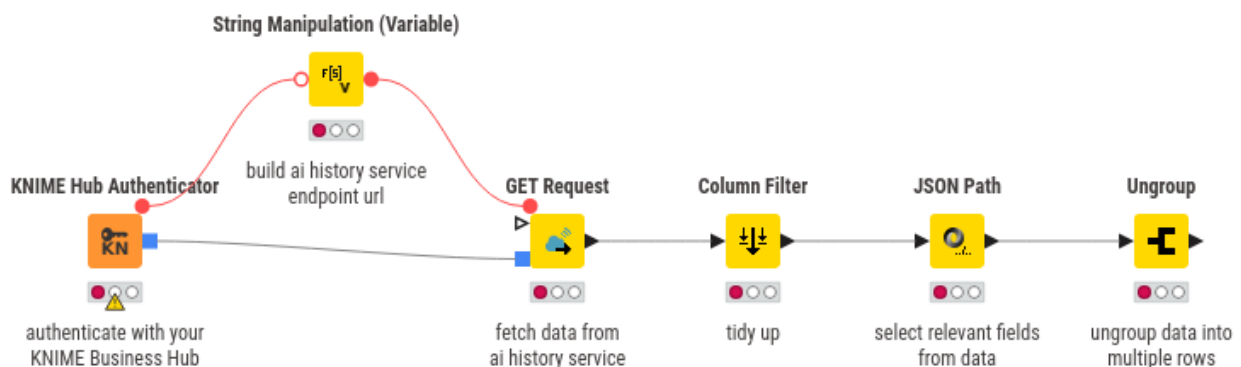 String Manipulation (Variable)
F[s]
V
build ai history service
endpoint url
KNIME Hub Authenticator
GET Request
Column Filter
JSON Path
Ungroup
KN
authenticate with your
KNIME Business Hub
fetch data from
ai history service
tidy up
select relevant fields
from data
ungroup data into
multiple rows